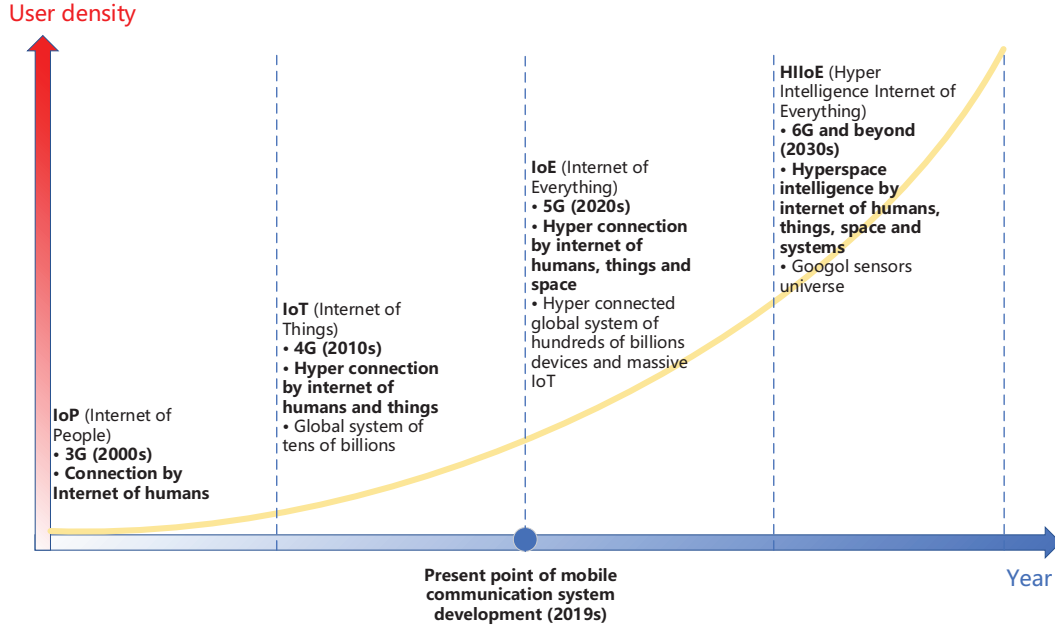 User density
IoP (Internet of
People)
• 3G (2000s)
• Connection by
Internet of humans
IoT (Internet of
Things)
• 4G (2010s)
• Hyper connection
by internet of
humans and things
• Global system of
tens of billions
IoE (Internet of
Everything)
• 5G (2020s)
• Hyper connection
by internet of
humans, things and
space
• Hyper connected
global system of
hundreds of billions
devices and massive
IoT
HIIoE (Hyper
Intelligence Internet of
Everything)
• 6G and beyond
(2030s)
• Hyperspace
intelligence by
internet of humans,
things, space and
systems
• Googol sensors
universe
Year
Present point of mobile
communication system
development (2019s)